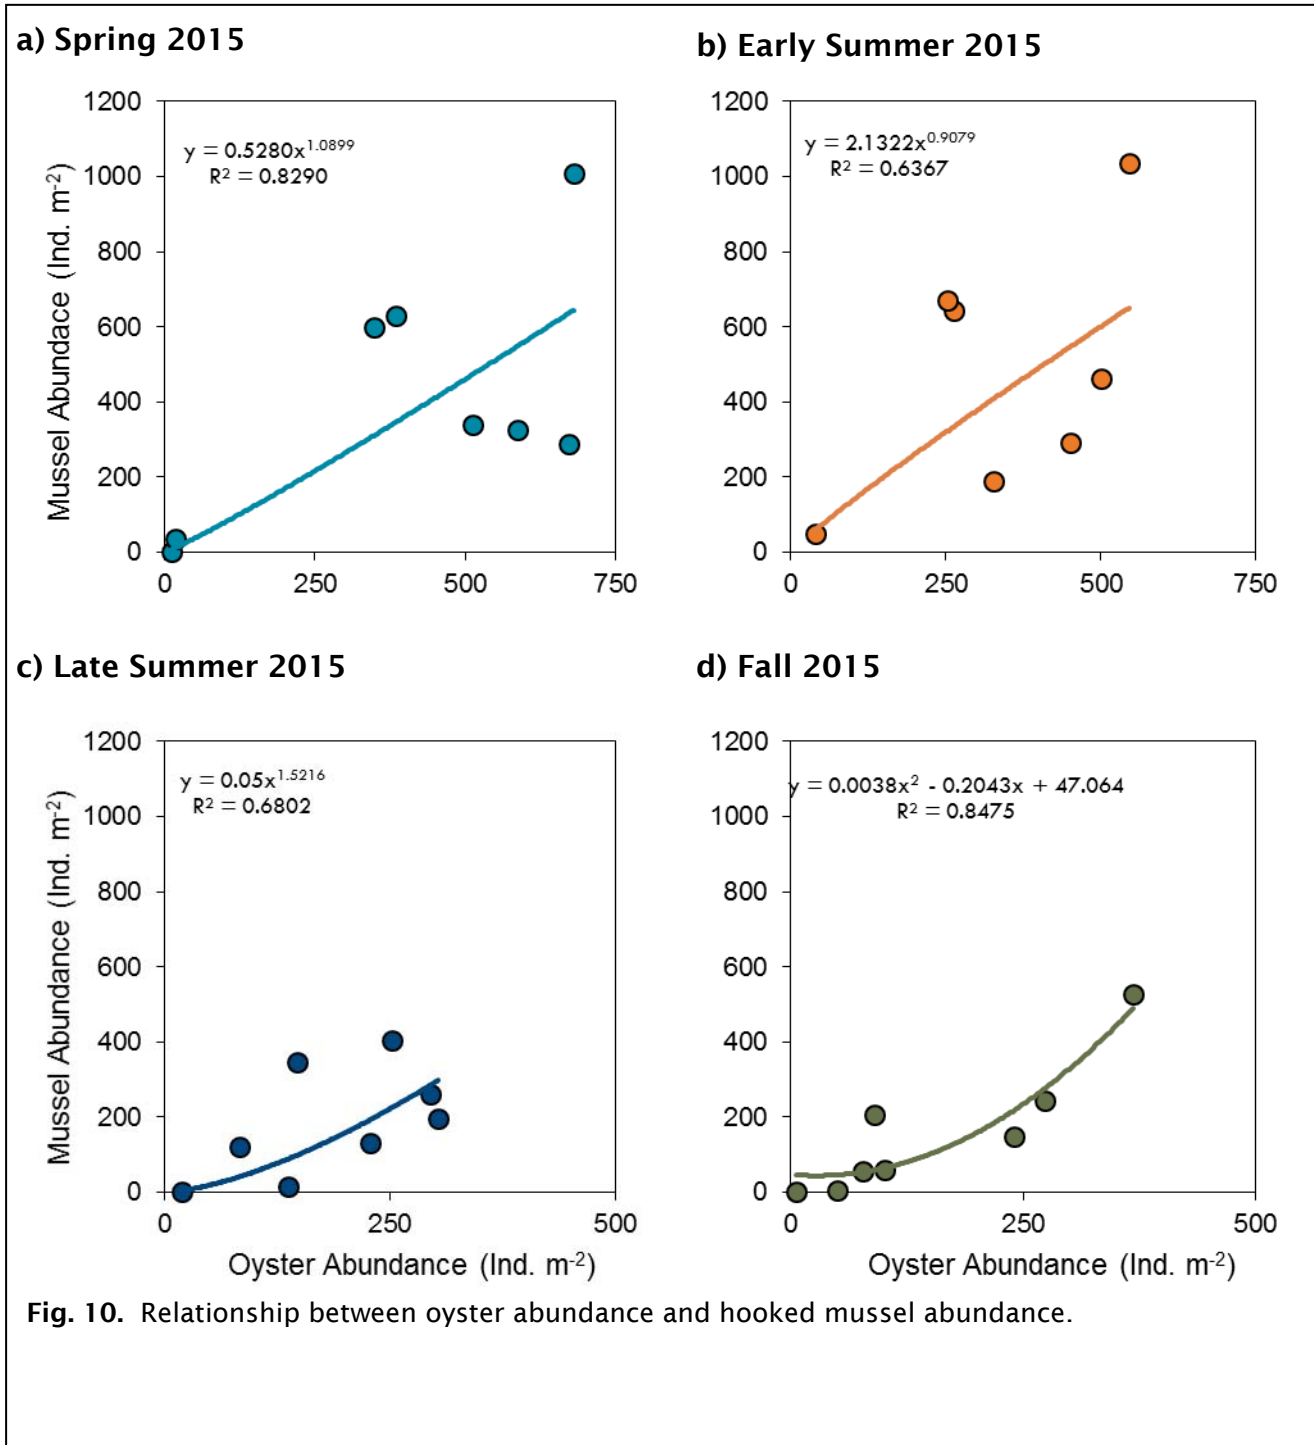 a) Spring 2015
y = 0.5280x^1.0899
R² = 0.8290
Mussel Abundace (Ind. m⁻²)
1200
1000
800
600
400
200
0
0 250 500 750
b) Early Summer 2015
y = 2.1322x^0.9079
R² = 0.6367
1200
1000
800
600
400
200
0
0 250 500 750
c) Late Summer 2015
y = 0.05x^1.5216
R² = 0.6802
Mussel Abundance (Ind. m⁻²)
1200
1000
800
600
400
200
0
0 250 500
Oyster Abundance (Ind. m⁻²)
d) Fall 2015
y = 0.0038x² - 0.2043x + 47.064
R² = 0.8475
1200
1000
800
600
400
200
0
0 250 500
Oyster Abundance (Ind. m⁻²)
Fig. 10. Relationship between oyster abundance and hooked mussel abundance.